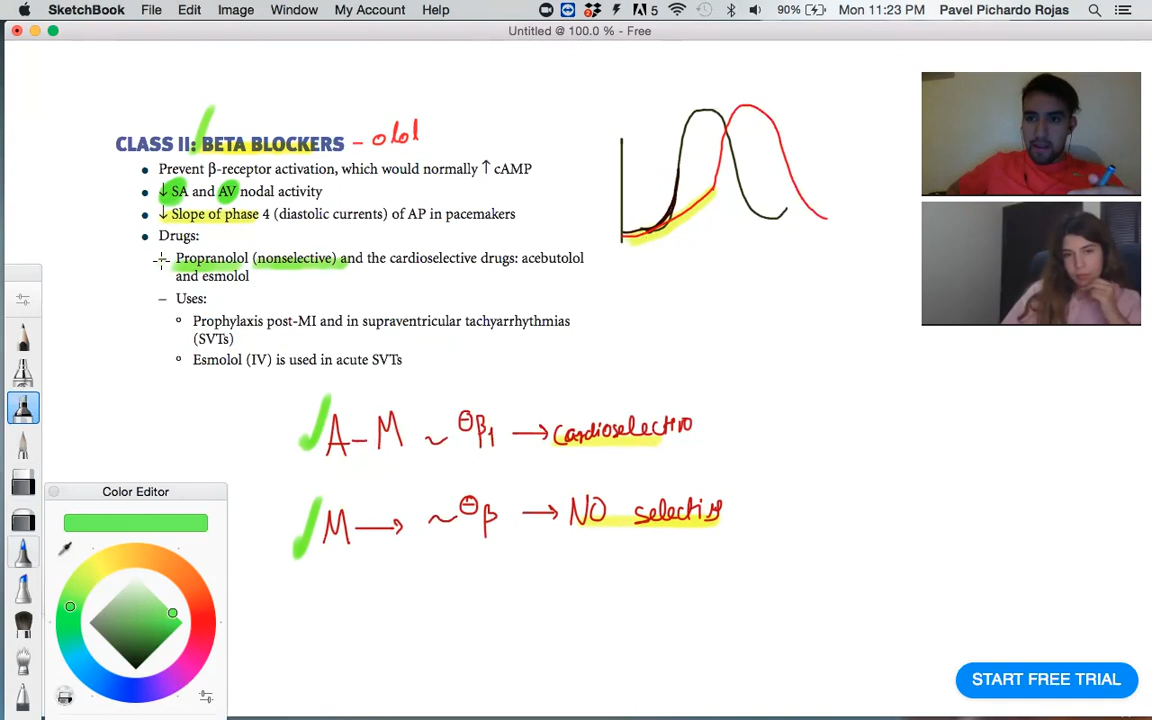 SketchBook File Edit Image Window My Account Help 5 90% Mon 11:23 PM Pavel Pichardo Rojas
Untitled @ 100.0 % - Free
CLASS II: BETA BLOCKERS - olol
• Prevent β-receptor activation, which would normally ↑ cAMP
• ↓ SA and AV nodal activity
• ↓ Slope of phase 4 (diastolic currents) of AP in pacemakers
• Drugs:
Propranolol (nonselective) and the cardioselective drugs: acebutolol
and esmolol
– Uses:
° Prophylaxis post-MI and in supraventricular tachyarrhythmias
(SVTs)
° Esmolol (IV) is used in acute SVTs
A-M ~ ⊖β1 → cardioselectivo
M → ~ ⊖β → NO selectivo
Color Editor
START FREE TRIAL